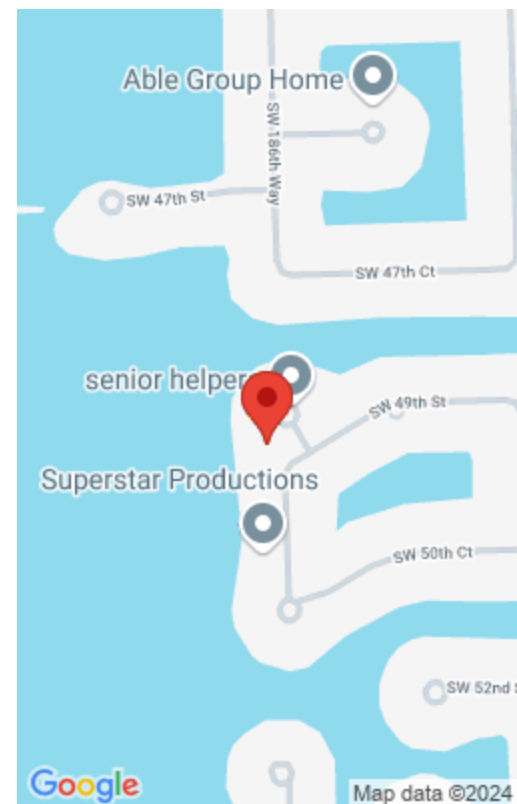 Able Group Home
SW 186th Way
SW 47th St
SW 47th Ct
senior helper
SW 49th St
Superstar Productions
SW 50th Ct
SW 52nd
Google
Map data ©2024